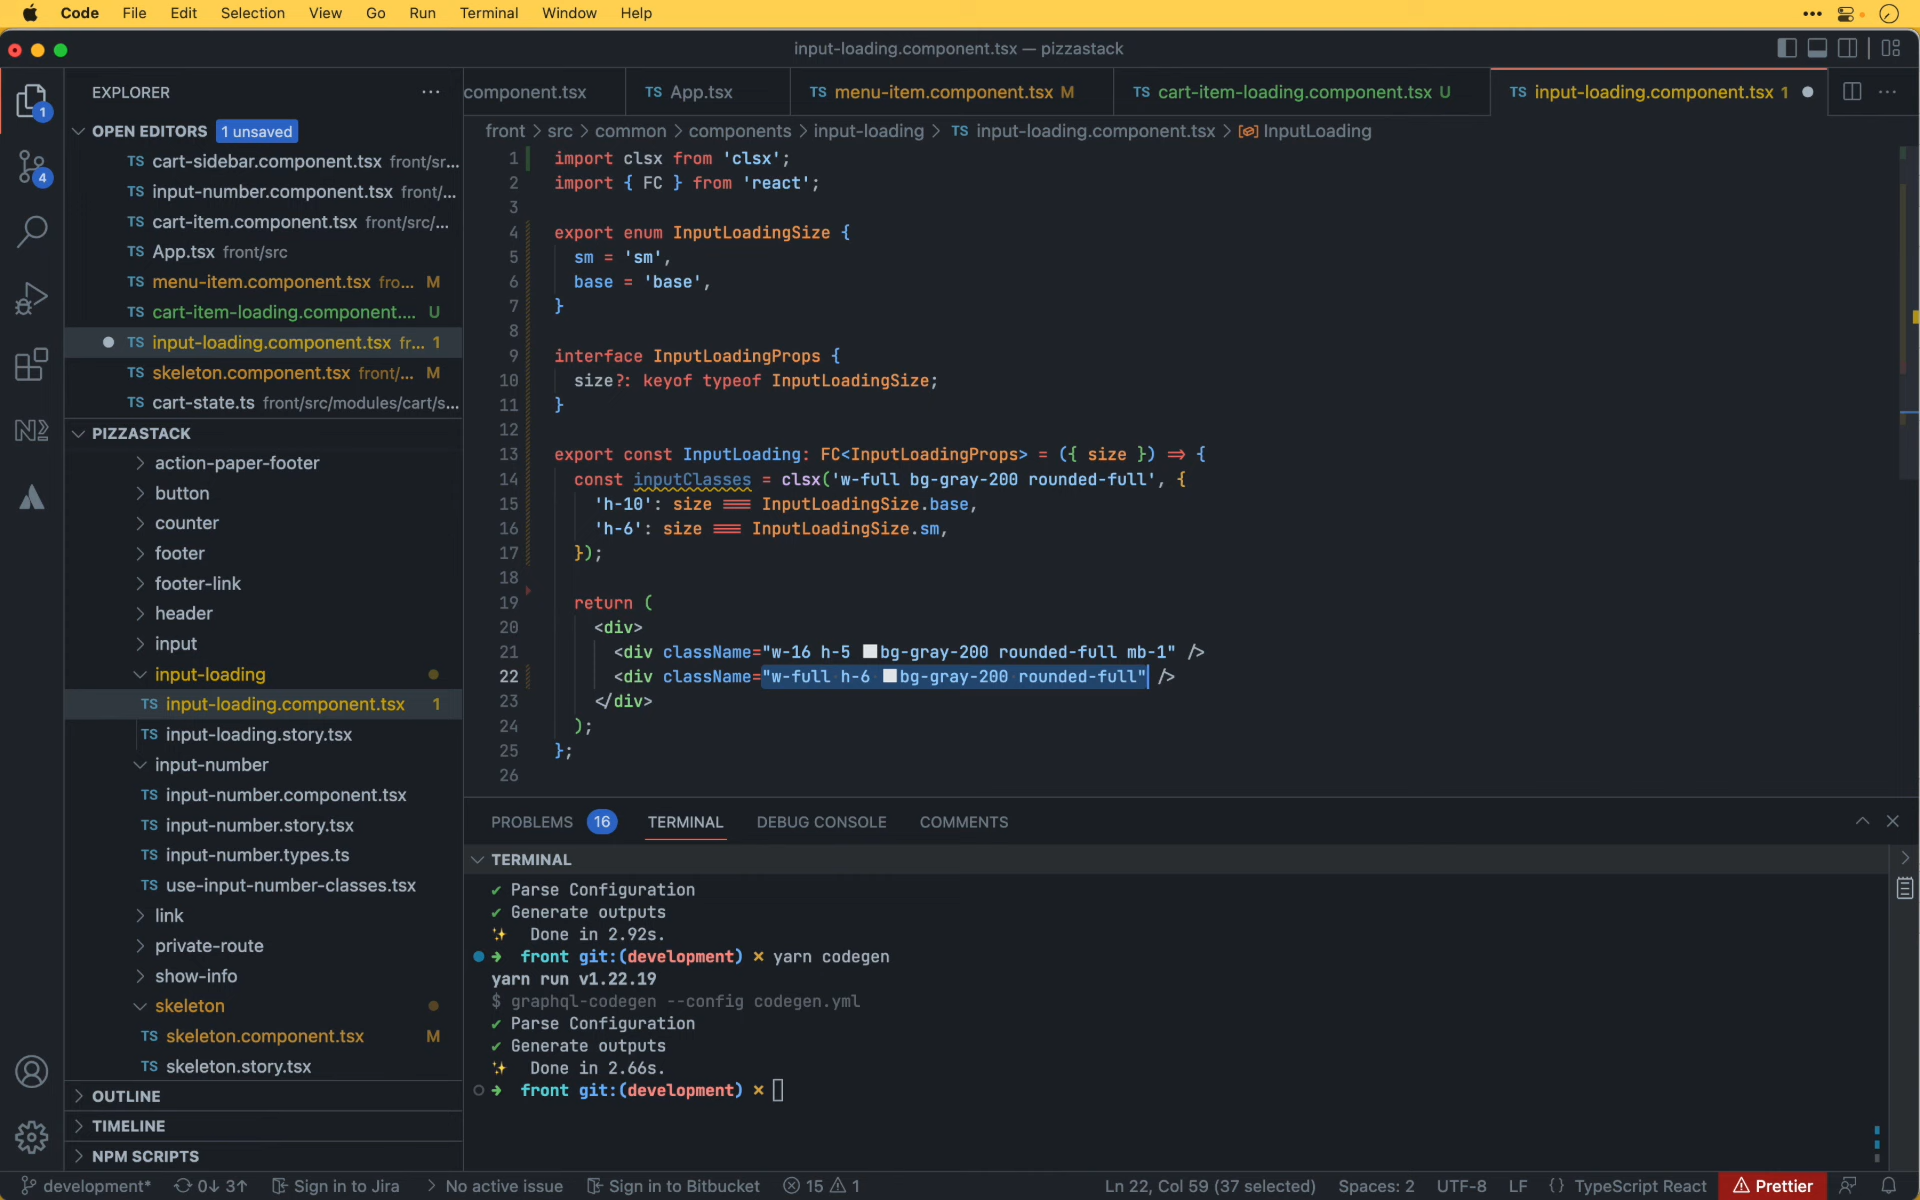 Code File Edit Selection View Go Run Terminal Window Help
input-loading.component.tsx — pizzastack
EXPLORER
OPEN EDITORS 1 unsaved
TS cart-sidebar.component.tsx front/sr...
TS input-number.component.tsx front/...
TS cart-item.component.tsx front/src/...
TS App.tsx front/src
TS menu-item.component.tsx fro... M
TS cart-item-loading.component.... U
TS input-loading.component.tsx fr... 1
TS skeleton.component.tsx front/... M
TS cart-state.ts front/src/modules/cart/s...
PIZZASTACK
action-paper-footer
button
counter
footer
footer-link
header
input
input-loading
TS input-loading.component.tsx 1
TS input-loading.story.tsx
input-number
TS input-number.component.tsx
TS input-number.story.tsx
TS input-number.types.ts
TS use-input-number-classes.tsx
link
private-route
show-info
skeleton
TS skeleton.component.tsx M
TS skeleton.story.tsx
OUTLINE
TIMELINE
NPM SCRIPTS
1
4
component.tsx TS App.tsx TS menu-item.component.tsx M TS cart-item-loading.component.tsx U TS input-loading.component.tsx 1
front > src > common > components > input-loading > TS input-loading.component.tsx > InputLoading
1 import clsx from 'clsx';
2 import { FC } from 'react';
3
4 export enum InputLoadingSize {
5 sm = 'sm',
6 base = 'base',
7 }
8
9 interface InputLoadingProps {
10 size?: keyof typeof InputLoadingSize;
11 }
12
13 export const InputLoading: FC<InputLoadingProps> = ({ size }) => {
14 const inputClasses = clsx('w-full bg-gray-200 rounded-full', {
15 'h-10': size === InputLoadingSize.base,
16 'h-6': size === InputLoadingSize.sm,
17 });
18
19 return (
20 <div>
21 <div className="w-16 h-5 bg-gray-200 rounded-full mb-1" />
22 <div className="w-full h-6 bg-gray-200 rounded-full" />
23 </div>
24 );
25 };
26
PROBLEMS 16 TERMINAL DEBUG CONSOLE COMMENTS
TERMINAL
✔ Parse Configuration
✔ Generate outputs
✨ Done in 2.92s.
➜ front git:(development) ✗ yarn codegen
yarn run v1.22.19
$ graphql-codegen --config codegen.yml
✔ Parse Configuration
✔ Generate outputs
✨ Done in 2.66s.
➜ front git:(development) ✗
development* 0↓ 3↑ Sign in to Jira > No active issue Sign in to Bitbucket 15 1 Ln 22, Col 59 (37 selected) Spaces: 2 UTF-8 LF {} TypeScript React Prettier